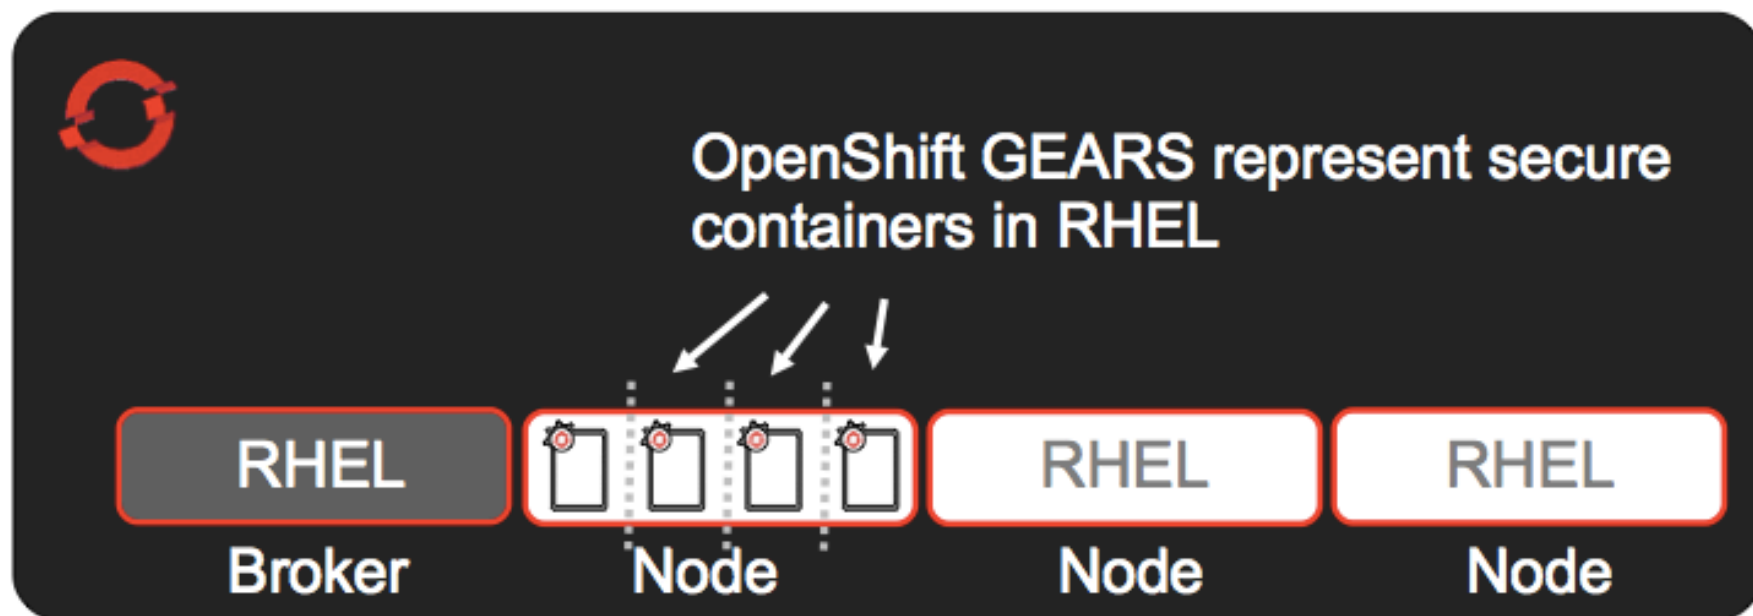 OpenShift GEARS represent secure
containers in RHEL
RHEL
RHEL
RHEL
Broker
Node
Node
Node